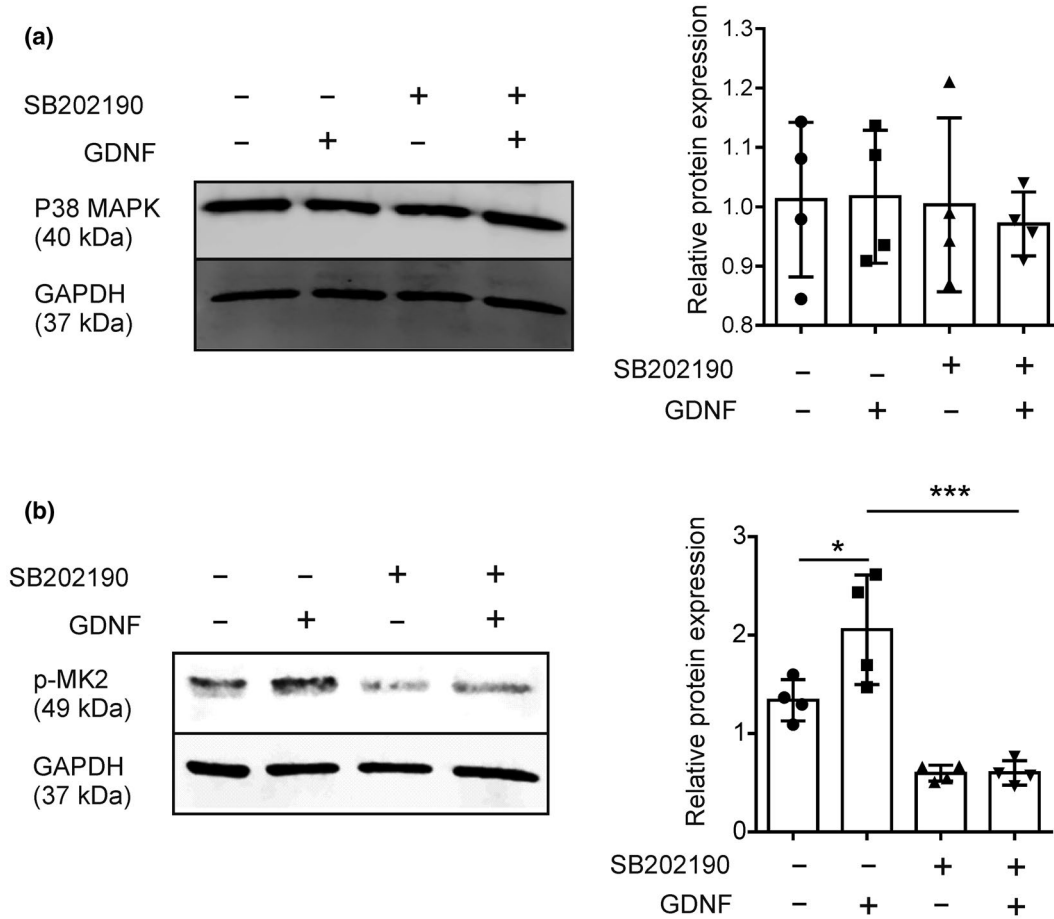 (a)
SB202190 – – + +
GDNF – + – +
P38 MAPK
(40 kDa)
GAPDH
(37 kDa)
Relative protein expression
1.3
1.2
1.1
1.0
0.9
0.8
SB202190 – – + +
GDNF – + – +
(b)
SB202190 – – + +
GDNF – + – +
p-MK2
(49 kDa)
GAPDH
(37 kDa)
Relative protein expression
***
*
3
2
1
0
SB202190 – – + +
GDNF – + – +